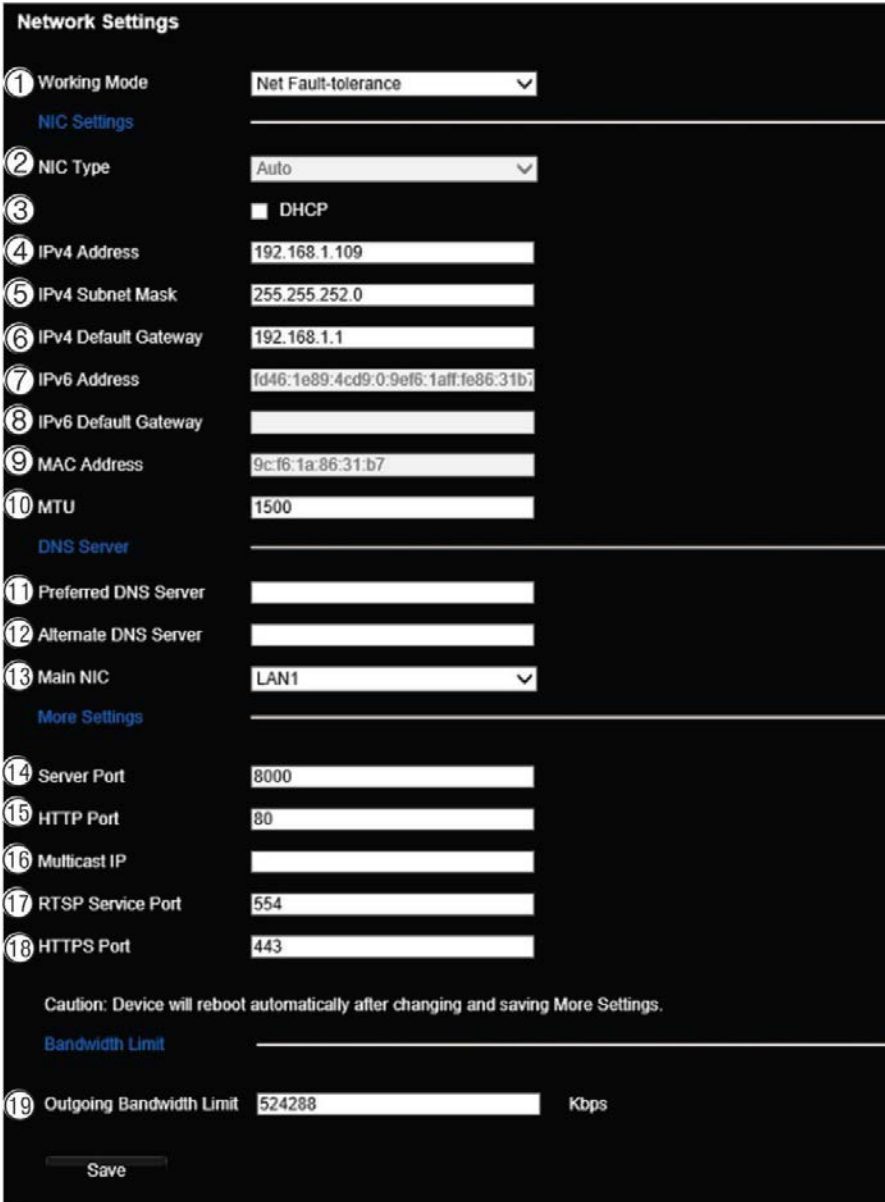 Network Settings
① Working Mode Net Fault-tolerance
NIC Settings
② NIC Type Auto
③ DHCP
④ IPv4 Address 192.168.1.109
⑤ IPv4 Subnet Mask 255.255.252.0
⑥ IPv4 Default Gateway 192.168.1.1
⑦ IPv6 Address fd46:1e89:4cd9:0:9ef6:1aff:fe86:31b7
⑧ IPv6 Default Gateway
⑨ MAC Address 9c:f6:1a:86:31:b7
⑩ MTU 1500
DNS Server
⑪ Preferred DNS Server
⑫ Alternate DNS Server
⑬ Main NIC LAN1
More Settings
⑭ Server Port 8000
⑮ HTTP Port 80
⑯ Multicast IP
⑰ RTSP Service Port 554
⑱ HTTPS Port 443
Caution: Device will reboot automatically after changing and saving More Settings.
Bandwidth Limit
⑲ Outgoing Bandwidth Limit 524288 Kbps
Save